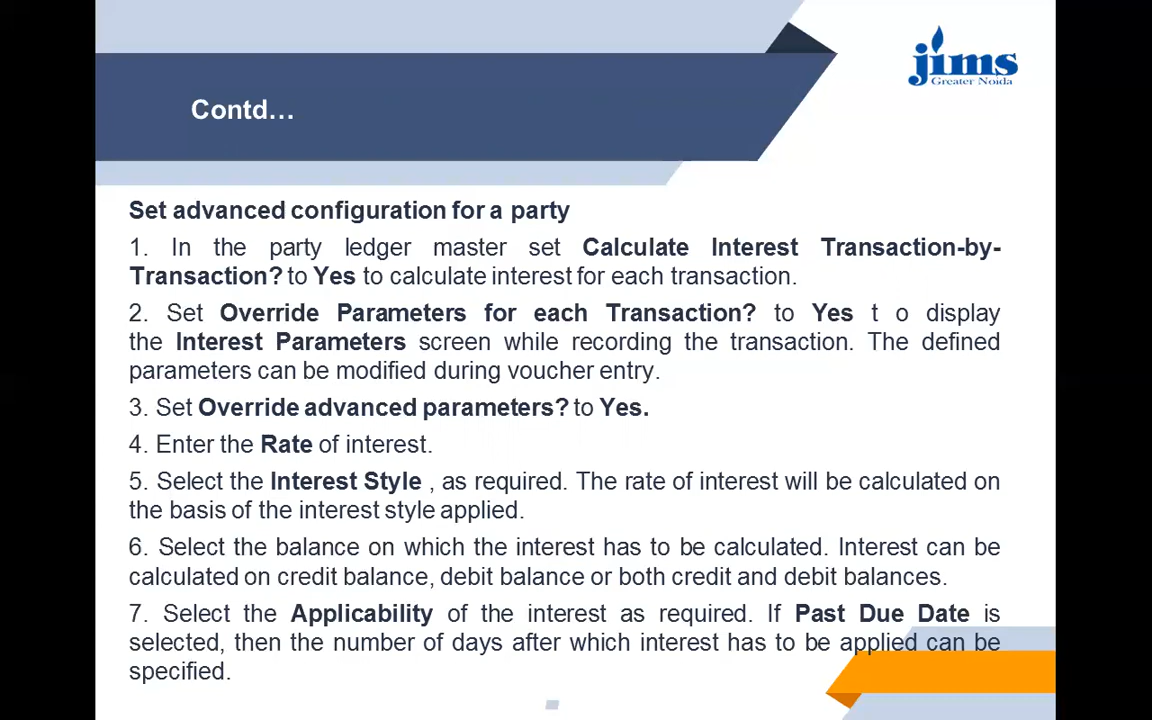 jims
Greater Noida
Contd…
Set advanced configuration for a party
1. In the party ledger master set Calculate Interest Transaction-by-
Transaction? to Yes to calculate interest for each transaction.
2. Set Override Parameters for each Transaction? to Yes t o display
the Interest Parameters screen while recording the transaction. The defined
parameters can be modified during voucher entry.
3. Set Override advanced parameters? to Yes.
4. Enter the Rate of interest.
5. Select the Interest Style , as required. The rate of interest will be calculated on
the basis of the interest style applied.
6. Select the balance on which the interest has to be calculated. Interest can be
calculated on credit balance, debit balance or both credit and debit balances.
7. Select the Applicability of the interest as required. If Past Due Date is
selected, then the number of days after which interest has to be applied can be
specified.